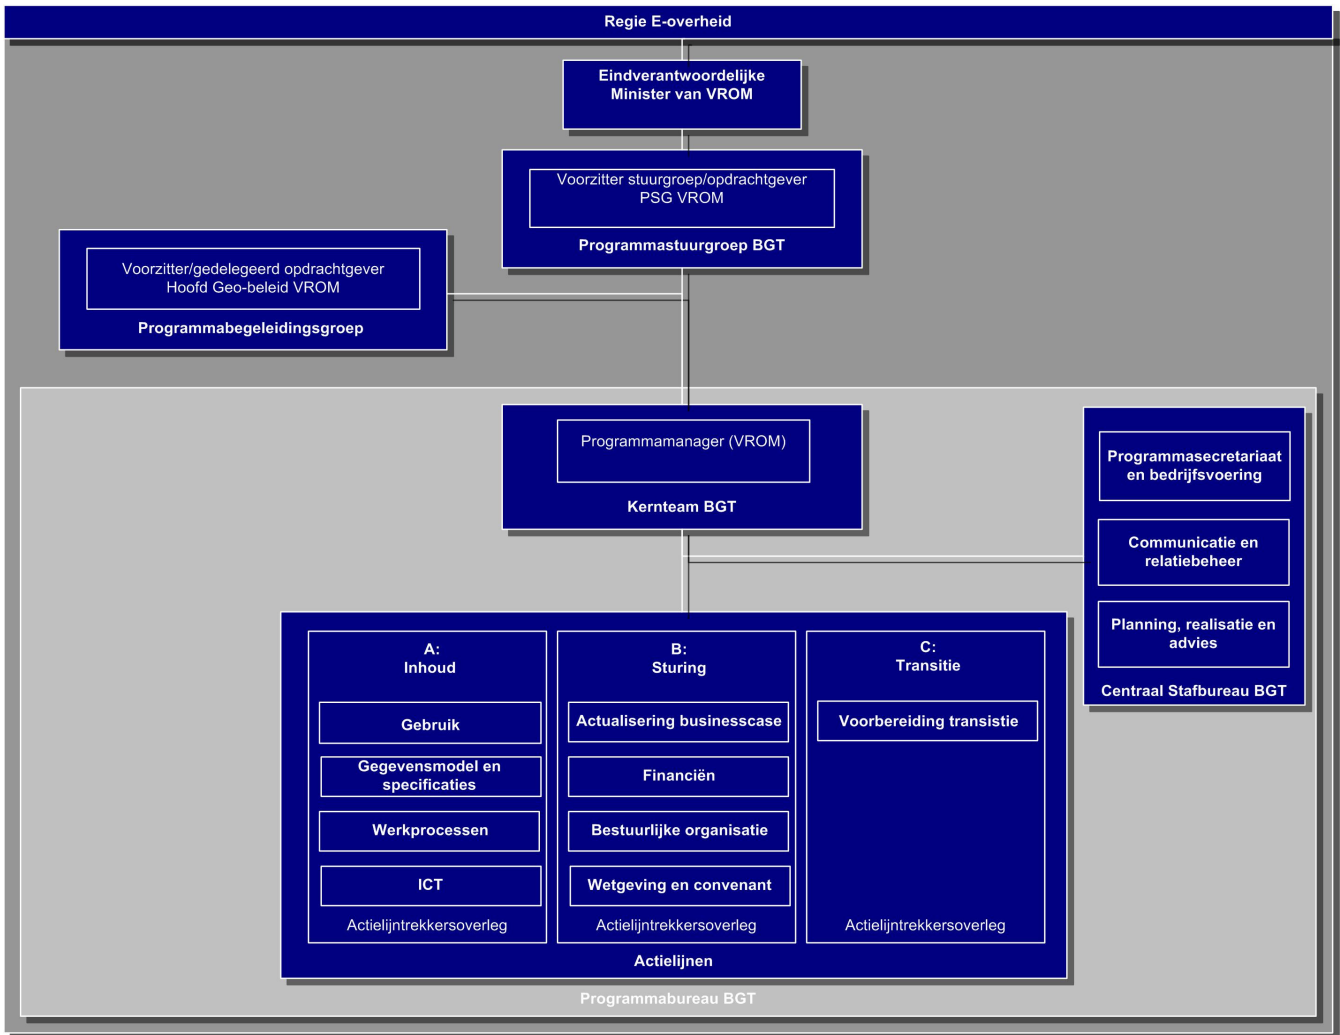 Regie E-overheid
Eindverantwoordelijke
Minister van VROM
Voorzitter stuurgroep/opdrachtgever
PSG VROM
Programmastuurgroep BGT
Voorzitter/gedelegeerd opdrachtgever
Hoofd Geo-beleid VROM
Programmabegeleidingsgroep
Programmamanager (VROM)
Kernteam BGT
Programmasecretariaat
en bedrijfsvoering
Communicatie en
relatiebeheer
Planning, realisatie en
advies
Centraal Stafbureau BGT
A:
Inhoud
Gebruik
Gegevensmodel en
specificaties
Werkprocessen
ICT
Actielijntrekkersoverleg
B:
Sturing
Actualisering businesscase
Financiën
Bestuurlijke organisatie
Wetgeving en convenant
Actielijntrekkersoverleg
C:
Transitie
Voorbereiding transistie
Actielijntrekkersoverleg
Actielijnen
Programmabureau BGT